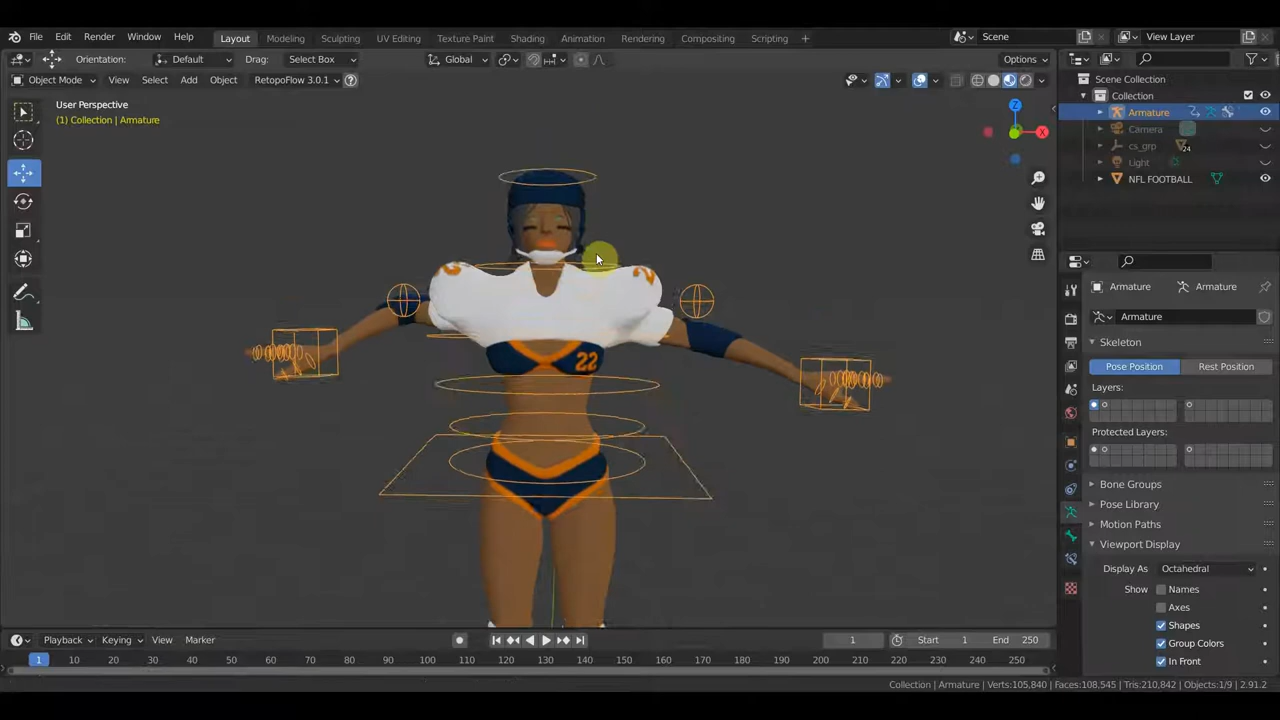 File Edit Render Window Help Layout Modeling Sculpting UV Editing Texture Paint Shading Animation Rendering Compositing Scripting + Scene View Layer
Orientation: Default Drag: Select Box Global Options
Object Mode View Select Add Object RetopoFlow 3.0.1 ?
User Perspective
(1) Collection | Armature
Z
X
2
22
Scene Collection
Collection
Armature
Camera
cs_grp 24
Light
NFL FOOTBALL
Armature Armature
Armature
Skeleton
Pose Position Rest Position
Layers:
Protected Layers:
Bone Groups
Pose Library
Motion Paths
Viewport Display
Display As Octahedral
Show Names
Axes
Shapes
Group Colors
In Front
Playback Keying View Marker 1 Start 1 End 250
1 10 20 30 40 50 60 70 80 90 100 110 120 130 140 150 160 170 180 190 200 210 220 230 240 250
Collection | Armature | Verts:105,840 | Faces:108,545 | Tris:210,842 | Objects:1/9 | 2.91.2